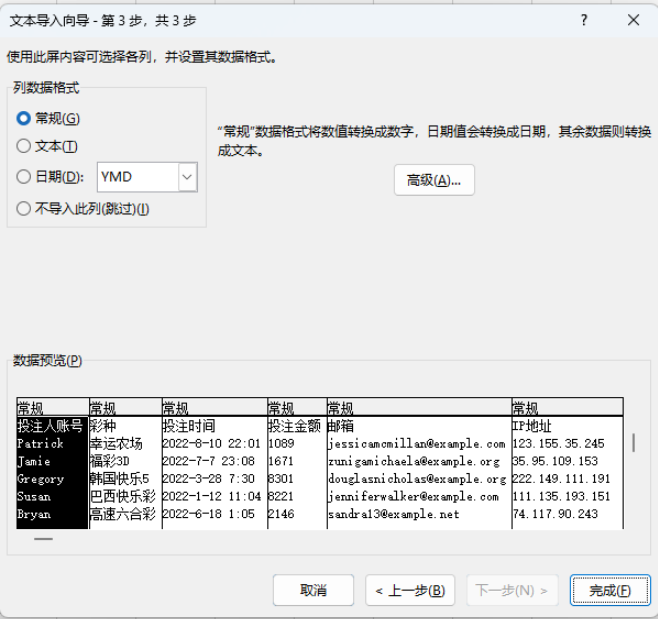 文本导入向导 - 第 3 步，共 3 步
? ×
使用此屏内容可选择各列，并设置其数据格式。
列数据格式
常规(G)
文本(T)
日期(D): YMD
不导入此列(跳过)(I)
“常规”数据格式将数值转换成数字，日期值会转换成日期，其余数据则转换成文本。
高级(A)...
数据预览(P)
常规 常规 常规 常规 常规 常规
投注人账号 彩种 投注时间 投注金额 邮箱 IP地址
Patrick 幸运农场 2022-8-10 22:01 1089 jessicamcmillan@example.com 123.155.35.245
Jamie 福彩3D 2022-7-7 23:08 1671 zunigamichaela@example.org 35.95.109.153
Gregory 韩国快乐5 2022-3-28 7:30 8301 douglasnicholas@example.org 222.149.111.191
Susan 巴西快乐彩 2022-1-12 11:04 8221 jenniferwalker@example.com 111.135.193.151
Bryan 高速六合彩 2022-6-18 1:05 2146 sandra13@example.net 74.117.90.243
取消 < 上一步(B) 下一步(N) > 完成(F)